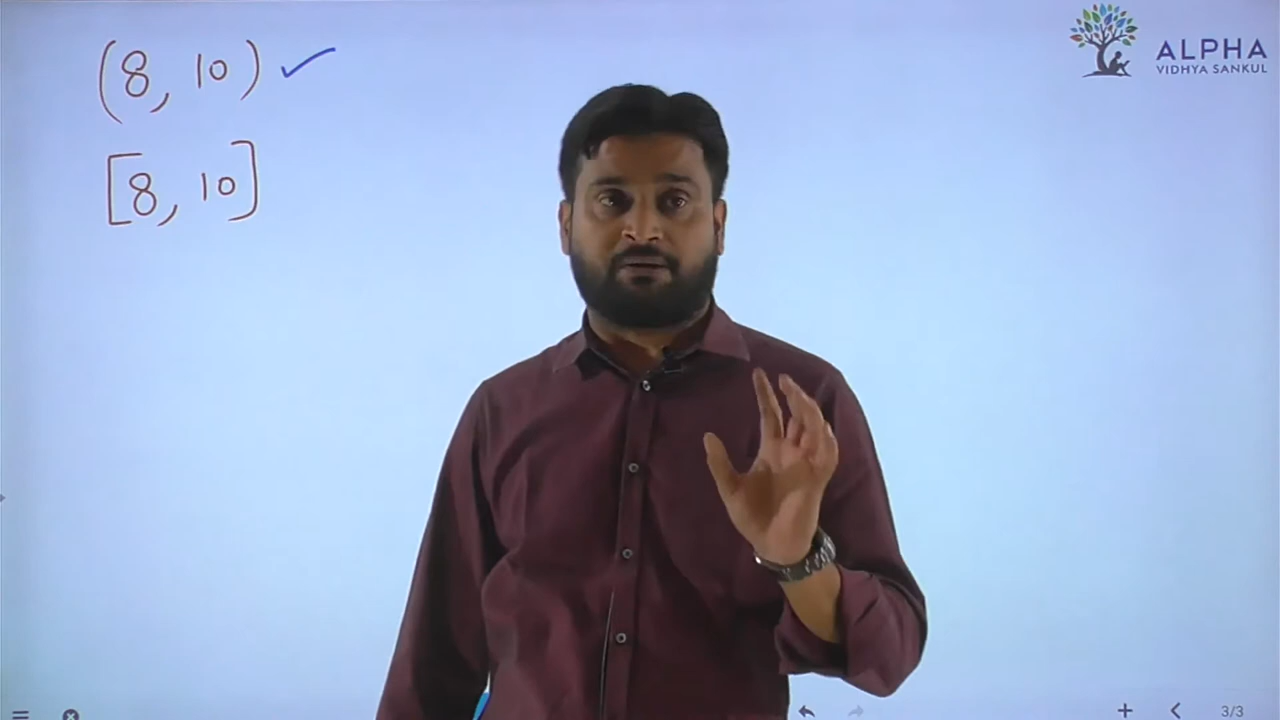 (8, 10) ✓
[8, 10]
ALPHA
VIDHYA SANKUL
3/3